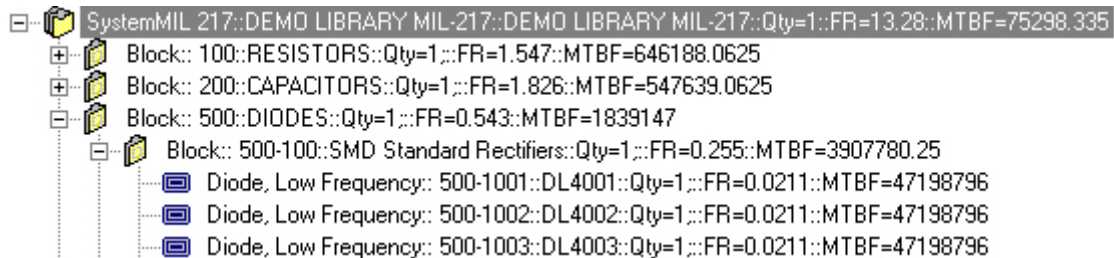 SystemMIL 217::DEMO LIBRARY MIL-217::DEMO LIBRARY MIL-217::Qty=1::FR=13.28::MTBF=75298.335
Block:: 100::RESISTORS::Qty=1;::FR=1.547::MTBF=646188.0625
Block:: 200::CAPACITORS::Qty=1;::FR=1.826::MTBF=547639.0625
Block:: 500::DIODES::Qty=1;::FR=0.543::MTBF=1839147
Block:: 500-100::SMD Standard Rectifiers::Qty=1;::FR=0.255::MTBF=3907780.25
Diode, Low Frequency:: 500-1001::DL4001::Qty=1;::FR=0.0211::MTBF=47198796
Diode, Low Frequency:: 500-1002::DL4002::Qty=1;::FR=0.0211::MTBF=47198796
Diode, Low Frequency:: 500-1003::DL4003::Qty=1;::FR=0.0211::MTBF=47198796